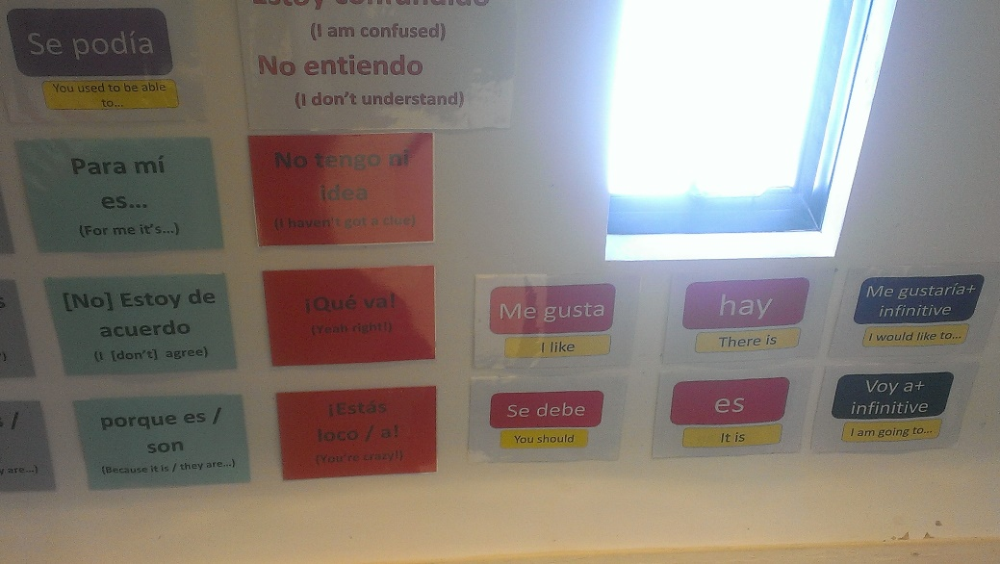 Se podía
You used to be able
to...
Estoy confundido
(I am confused)
No entiendo
(I don't understand)
Para mí
es...
(For me it's...)
No tengo ni
idea
(I haven't got a clue)
[No] Estoy de
acuerdo
(I [don't] agree)
¡Qué va!
(Yeah right!)
Me gusta
I like
hay
There is
Me gustaría+
infinitive
I would like to...
s /
y are...)
porque es /
son
(Because it is / they are...)
¡Estás
loco / a!
(You're crazy!)
Se debe
You should
es
It is
Voy a+
infinitive
I am going to...